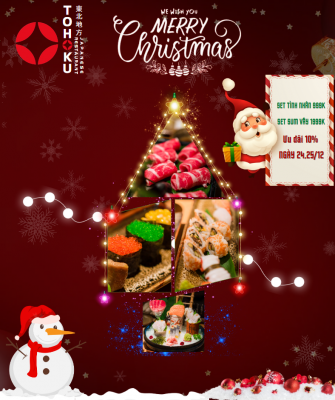 東北地方
TOHOKU
JAPANESE
RESTAURANT
WE WISH YOU
MERRY
Christmas
SET TÌNH NHÂN 999K
SET SUM VẦY 1999K
Ưu đãi 10%
NGÀY 24,25/12